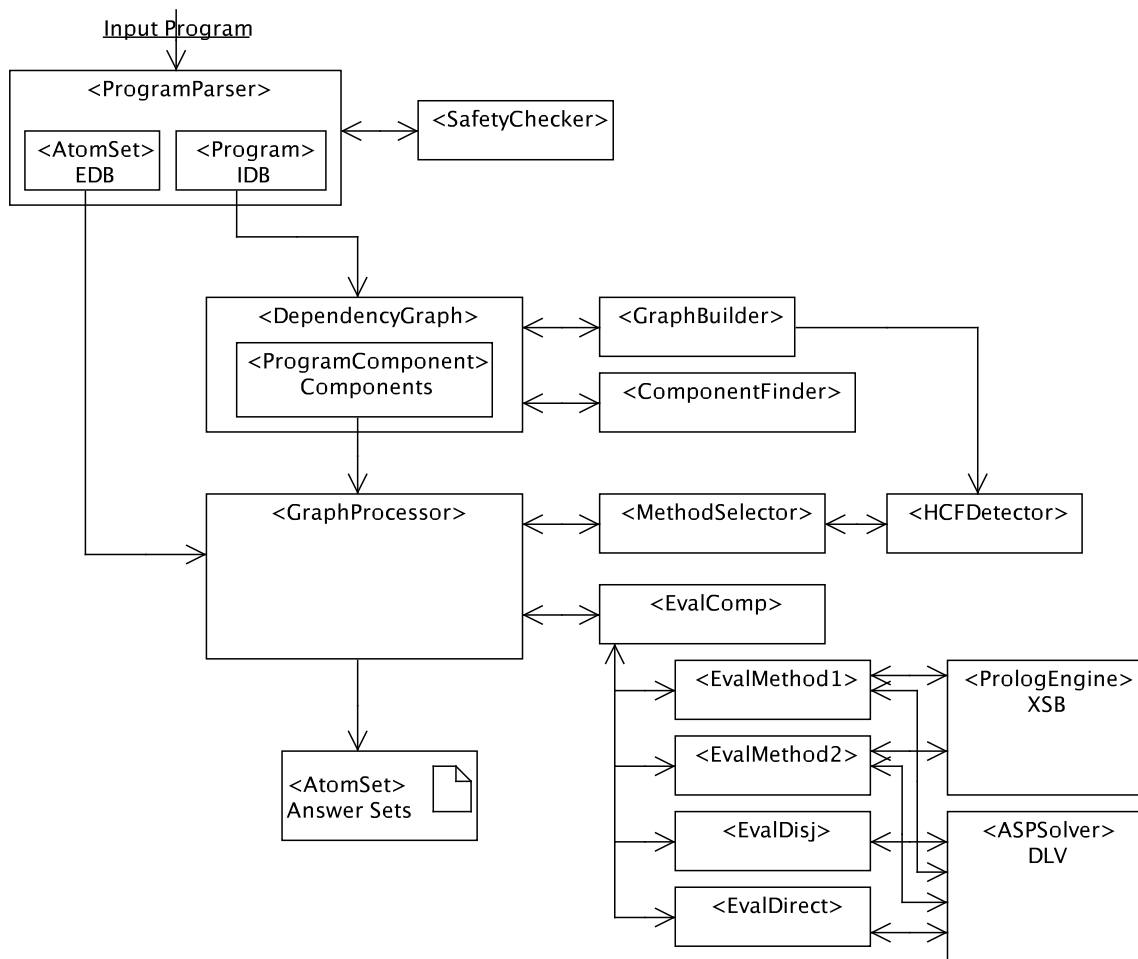 Input Program
<ProgramParser>
<SafetyChecker>
<AtomSet>
EDB
<Program>
IDB
<DependencyGraph>
<GraphBuilder>
<ProgramComponent>
Components
<ComponentFinder>
<GraphProcessor>
<MethodSelector>
<HCFDetector>
<EvalComp>
<EvalMethod1>
<PrologEngine>
XSB
<EvalMethod2>
<AtomSet>
Answer Sets
<EvalDisj>
<ASPSolver>
DLV
<EvalDirect>